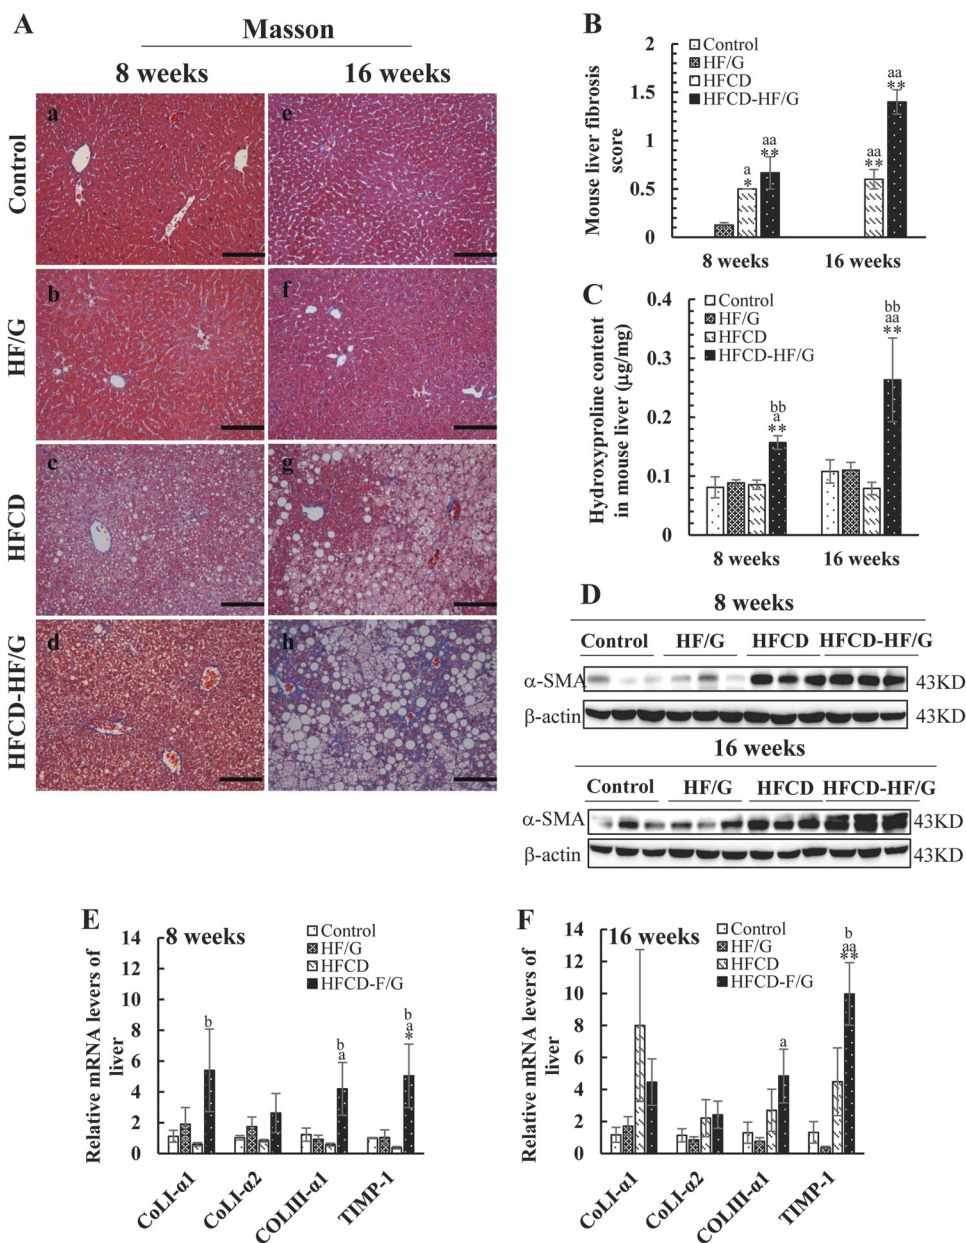 A
Masson
8 weeks
16 weeks
Control
HF/G
HFCD
HFCD-HF/G
a
e
b
f
c
g
d
h
B
Control
HF/G
HFCD
HFCD-HF/G
Mouse liver fibrosis
score
2
1.5
1
0.5
0
a
*
aa
**
aa
**
aa
**
8 weeks
16 weeks
C
Control
HF/G
HFCD
HFCD-HF/G
Hydroxyproline content
in mouse liver (μg/mg)
0.4
0.3
0.2
0.1
0
bb
a
**
bb
aa
**
8 weeks
16 weeks
D
8 weeks
Control HF/G HFCD HFCD-HF/G
α-SMA 43KD
β-actin 43KD
16 weeks
Control HF/G HFCD HFCD-HF/G
α-SMA 43KD
β-actin 43KD
E
8 weeks
Control
HF/G
HFCD
HFCD-F/G
Relative mRNA levers of
liver
14
12
10
8
6
4
2
0
b
b
a
b
a
*
CoLI-α1
CoLI-α2
COLIII-α1
TIMP-1
F
16 weeks
Control
HF/G
HFCD
HFCD-F/G
Relative mRNA levers of
liver
14
12
10
8
6
4
2
0
a
b
aa
**
CoLI-α1
CoLI-α2
COLIII-α1
TIMP-1